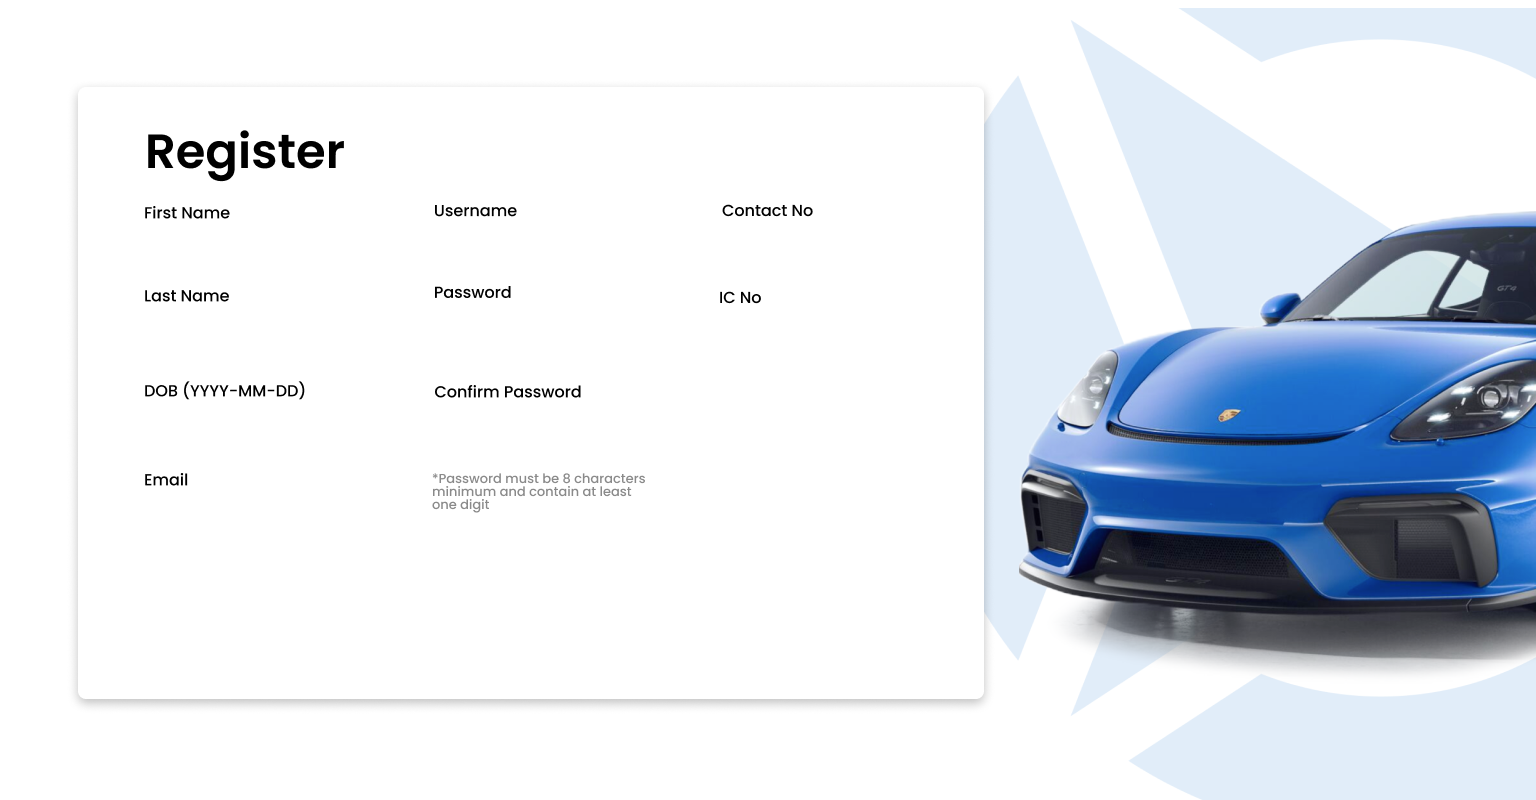 Register
First Name
Username
Contact No
Last Name
Password
IC No
DOB (YYYY-MM-DD)
Confirm Password
Email
*Password must be 8 characters
minimum and contain at least
one digit
GT4